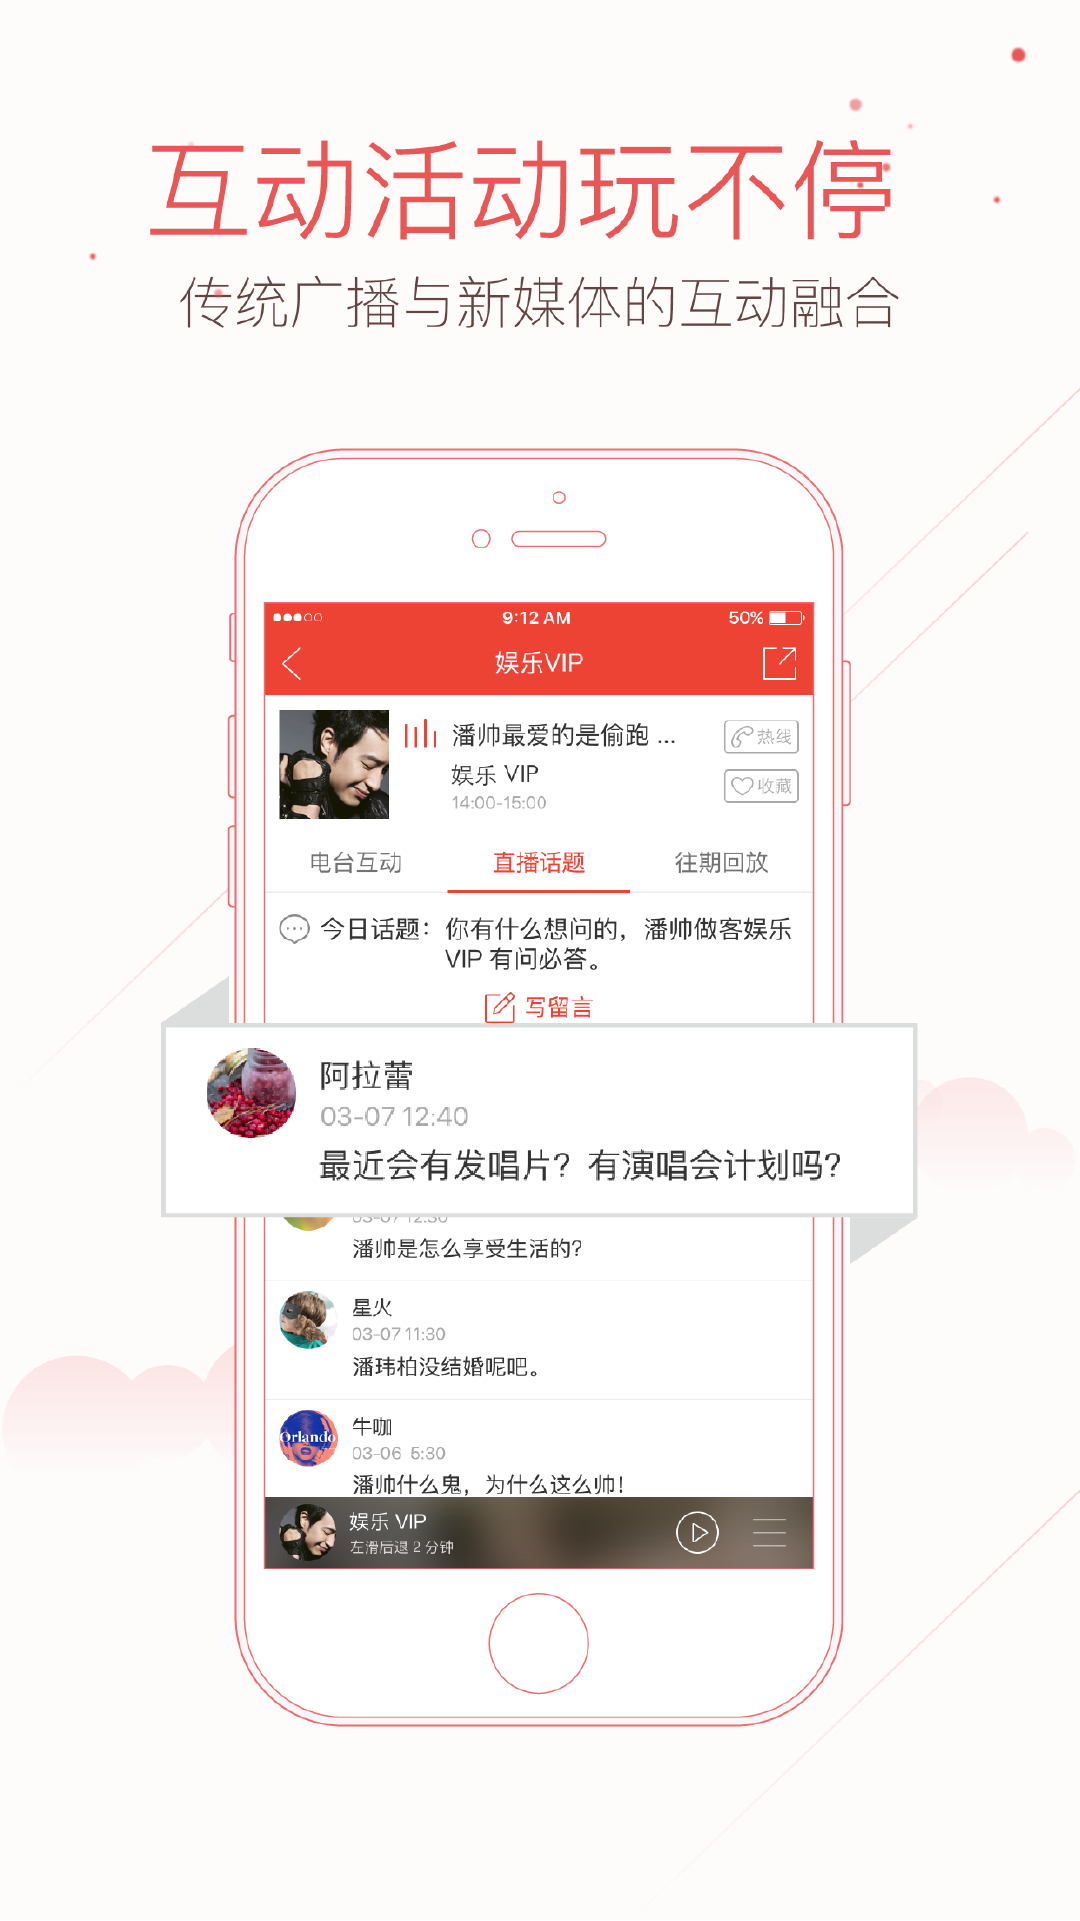 互动活动玩不停
传统广播与新媒体的互动融合
9:12 AM
50%
娱乐VIP
潘帅最爱的是偷跑 ...
热线
娱乐 VIP
14:00-15:00
收藏
电台互动 直播话题 往期回放
今日话题：你有什么想问的，潘帅做客娱乐
VIP 有问必答。
写留言
阿拉蕾
03-07 12:40
最近会有发唱片？有演唱会计划吗?
03-07 12:30
潘帅是怎么享受生活的?
星火
03-07 11:30
潘玮柏没结婚呢吧。
牛咖
Orlando
03-06 5:30
潘帅什么鬼，为什么这么帅！
娱乐 VIP
左滑后退 2 分钟